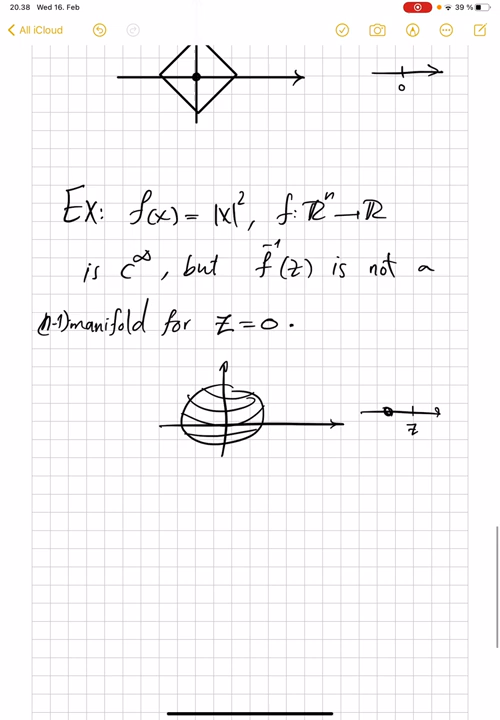 20.38 Wed 16. Feb
39 %
All iCloud
0
Ex: f(x) = |x|², f: ℝⁿ → ℝ
is C^∞, but f⁻¹(z) is not a
(n-1)manifold for z = 0.
z